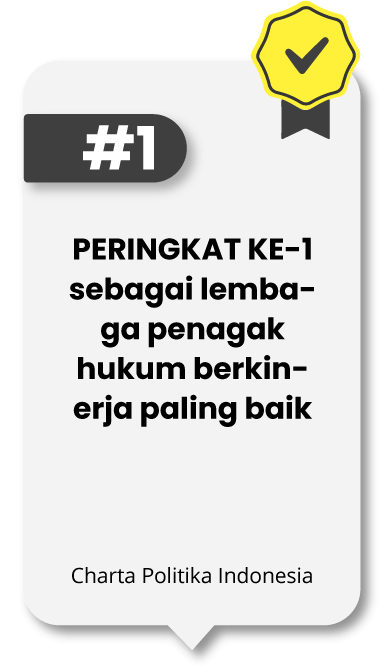 #1
PERINGKAT KE-1
sebagai lemba-
ga penagak
hukum berkin-
erja paling baik
Charta Politika Indonesia